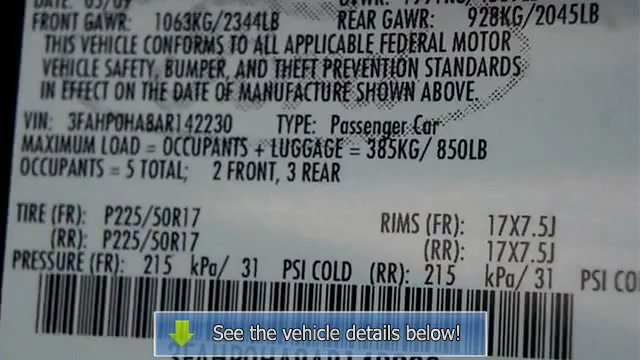 DATE: 05/09
FRONT GAWR: 1063KG/2344LB REAR GAWR: 928KG/2045LB
THIS VEHICLE CONFORMS TO ALL APPLICABLE FEDERAL MOTOR
VEHICLE SAFETY, BUMPER, AND THEFT PREVENTION STANDARDS
IN EFFECT ON THE DATE OF MANUFACTURE SHOWN ABOVE.
VIN: 3FAHP0HA8AR142230 TYPE: Passenger Car
MAXIMUM LOAD = OCCUPANTS + LUGGAGE = 385KG/ 850LB
OCCUPANTS = 5 TOTAL; 2 FRONT, 3 REAR
TIRE (FR): P225/50R17 RIMS (FR): 17X7.5J
(RR): P225/50R17 (RR): 17X7.5J
PRESSURE (FR): 215 kPa/ 31 PSI COLD (RR): 215 kPa/ 31 PSI CO
See the vehicle details below!